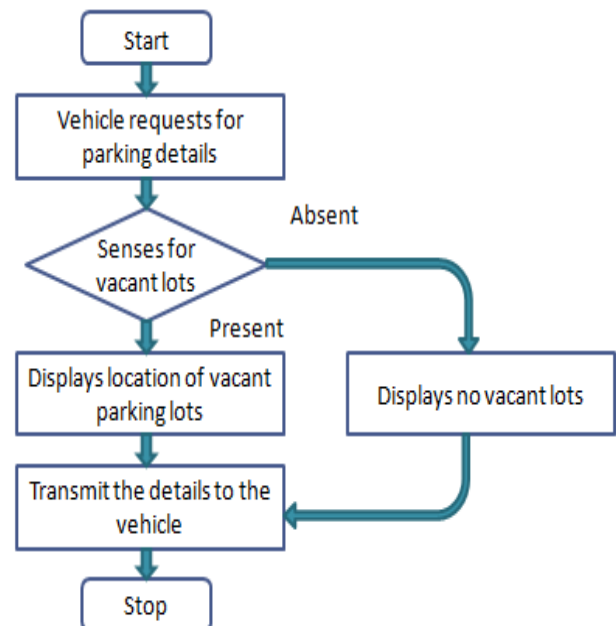 Start
Vehicle requests for
parking details
Absent
Senses for
vacant lots
Present
Displays location of vacant
parking lots
Displays no vacant lots
Transmit the details to the
vehicle
Stop